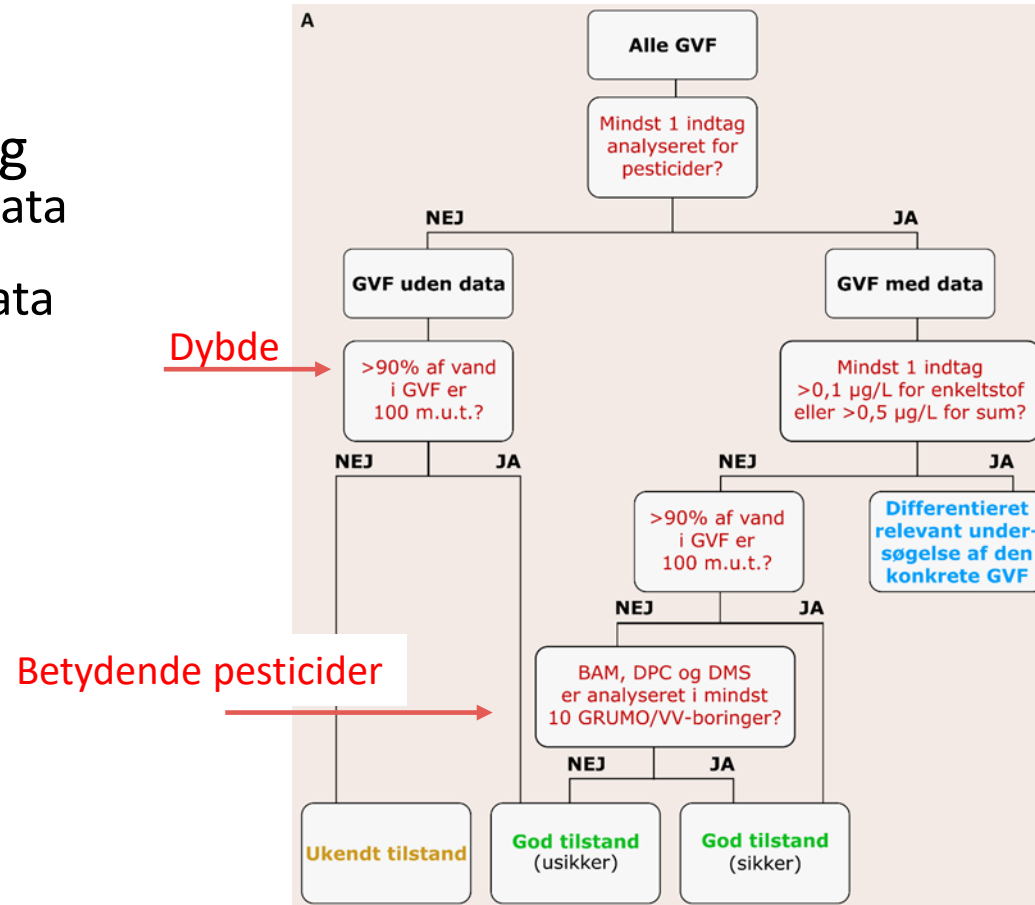 A
Alle GVF
Mindst 1 indtag
analyseret for
pesticider?
NEJ
JA
GVF uden data
GVF med data
g
ata
ata
Dybde
>90% af vand
i GVF er
100 m.u.t.?
Mindst 1 indtag
>0,1 µg/L for enkeltstof
eller >0,5 µg/L for sum?
NEJ
JA
NEJ
JA
>90% af vand
i GVF er
100 m.u.t.?
Differentieret
relevant under-
søgelse af den
konkrete GVF
NEJ
JA
Betydende pesticider
BAM, DPC og DMS
er analyseret i mindst
10 GRUMO/VV-boringer?
NEJ
JA
Ukendt tilstand
God tilstand
(usikker)
God tilstand
(sikker)